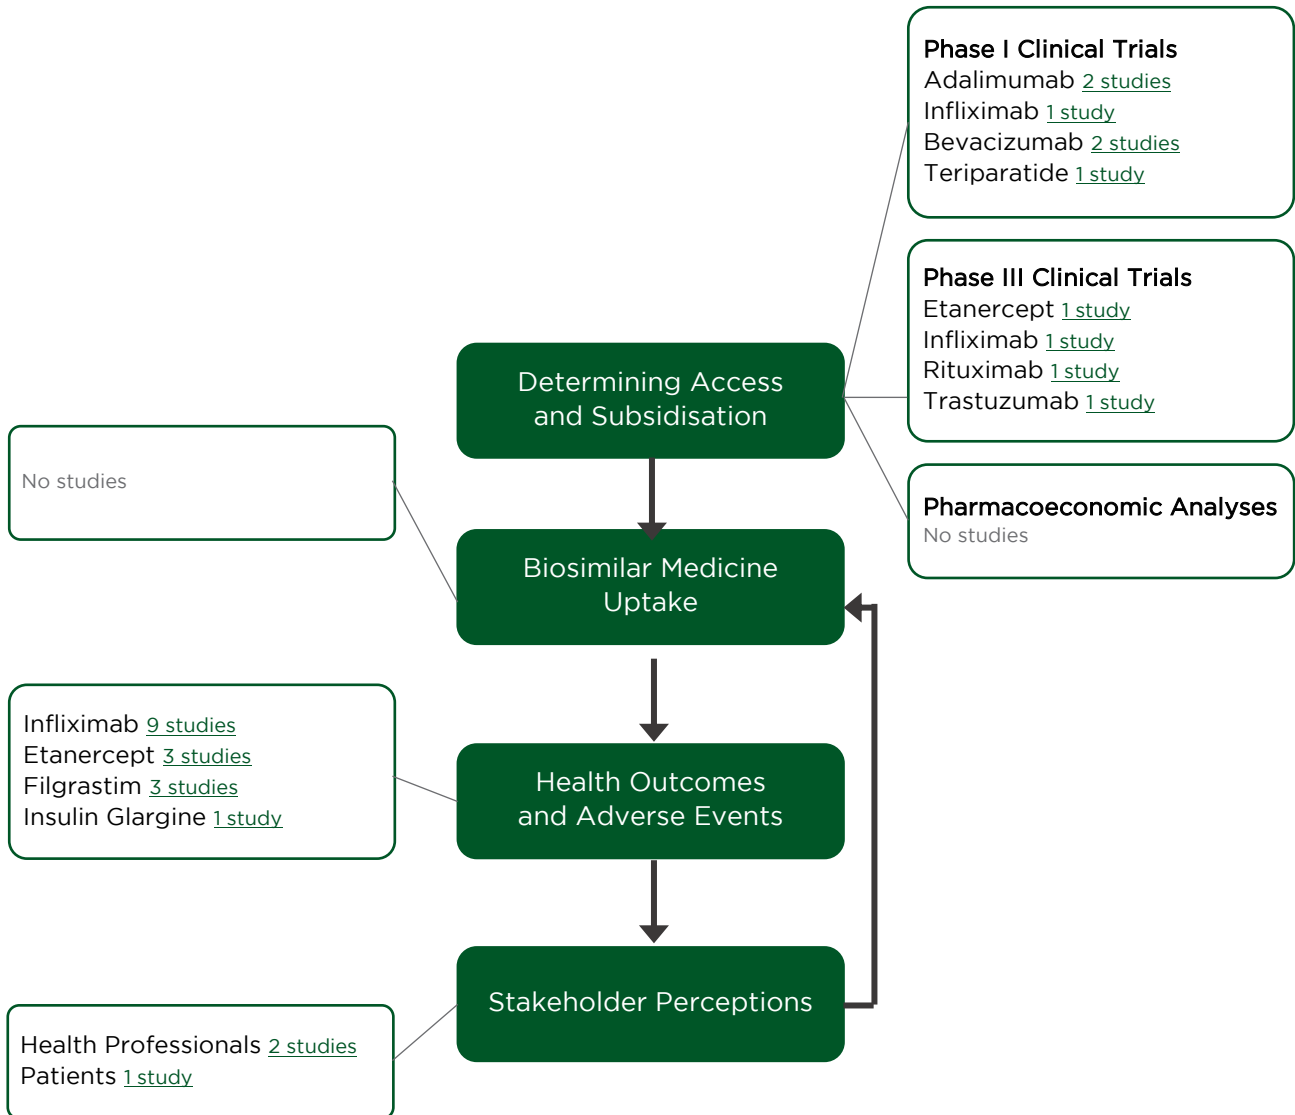 Phase I Clinical Trials
Adalimumab 2 studies
Infliximab 1 study
Bevacizumab 2 studies
Teriparatide 1 study
Phase III Clinical Trials
Etanercept 1 study
Infliximab 1 study
Rituximab 1 study
Trastuzumab 1 study
Pharmacoeconomic Analyses
No studies
Determining Access
and Subsidisation
No studies
Biosimilar Medicine
Uptake
Infliximab 9 studies
Etanercept 3 studies
Filgrastim 3 studies
Insulin Glargine 1 study
Health Outcomes
and Adverse Events
Stakeholder Perceptions
Health Professionals 2 studies
Patients 1 study